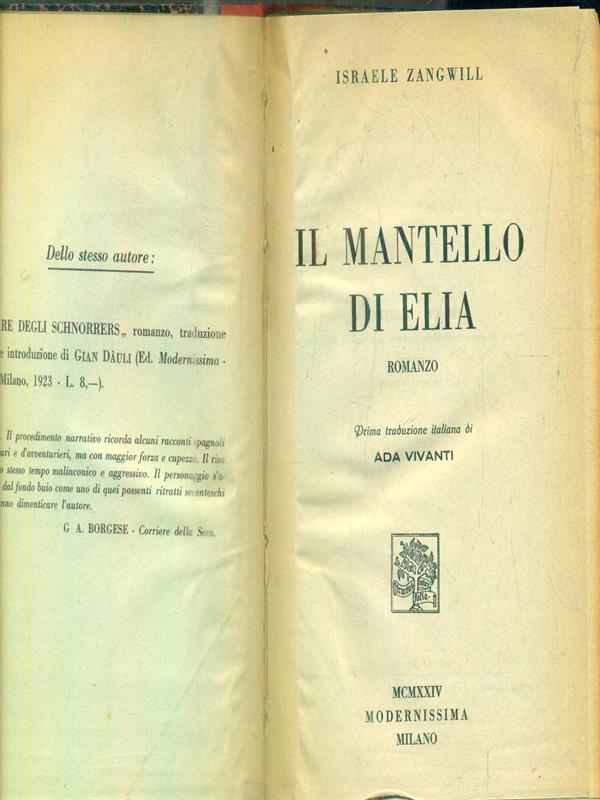 Dello stesso autore:
RE DEGLI SCHNORRERS„ romanzo, traduzione
e introduzione di GIAN DÀULI (Ed. Modernissima -
Milano, 1923 - L. 8,—).
. Il procedimento narrativo ricorda alcuni racconti spagnoli
ari e d'avventurieri, ma con maggior forza e cupezza. Il riso
o stesso tempo malinconico e aggressivo. Il personaggio s'a-
dal fondo buio come uno di quei possenti ritratti secenteschi
nno dimenticare l'autore.
G. A. BORGESE - Corriere della Sera.
ISRAELE ZANGWILL
IL MANTELLO
DI ELIA
ROMANZO
Prima traduzione italiana di
ADA VIVANTI
MCMXXIV
MODERNISSIMA
MILANO